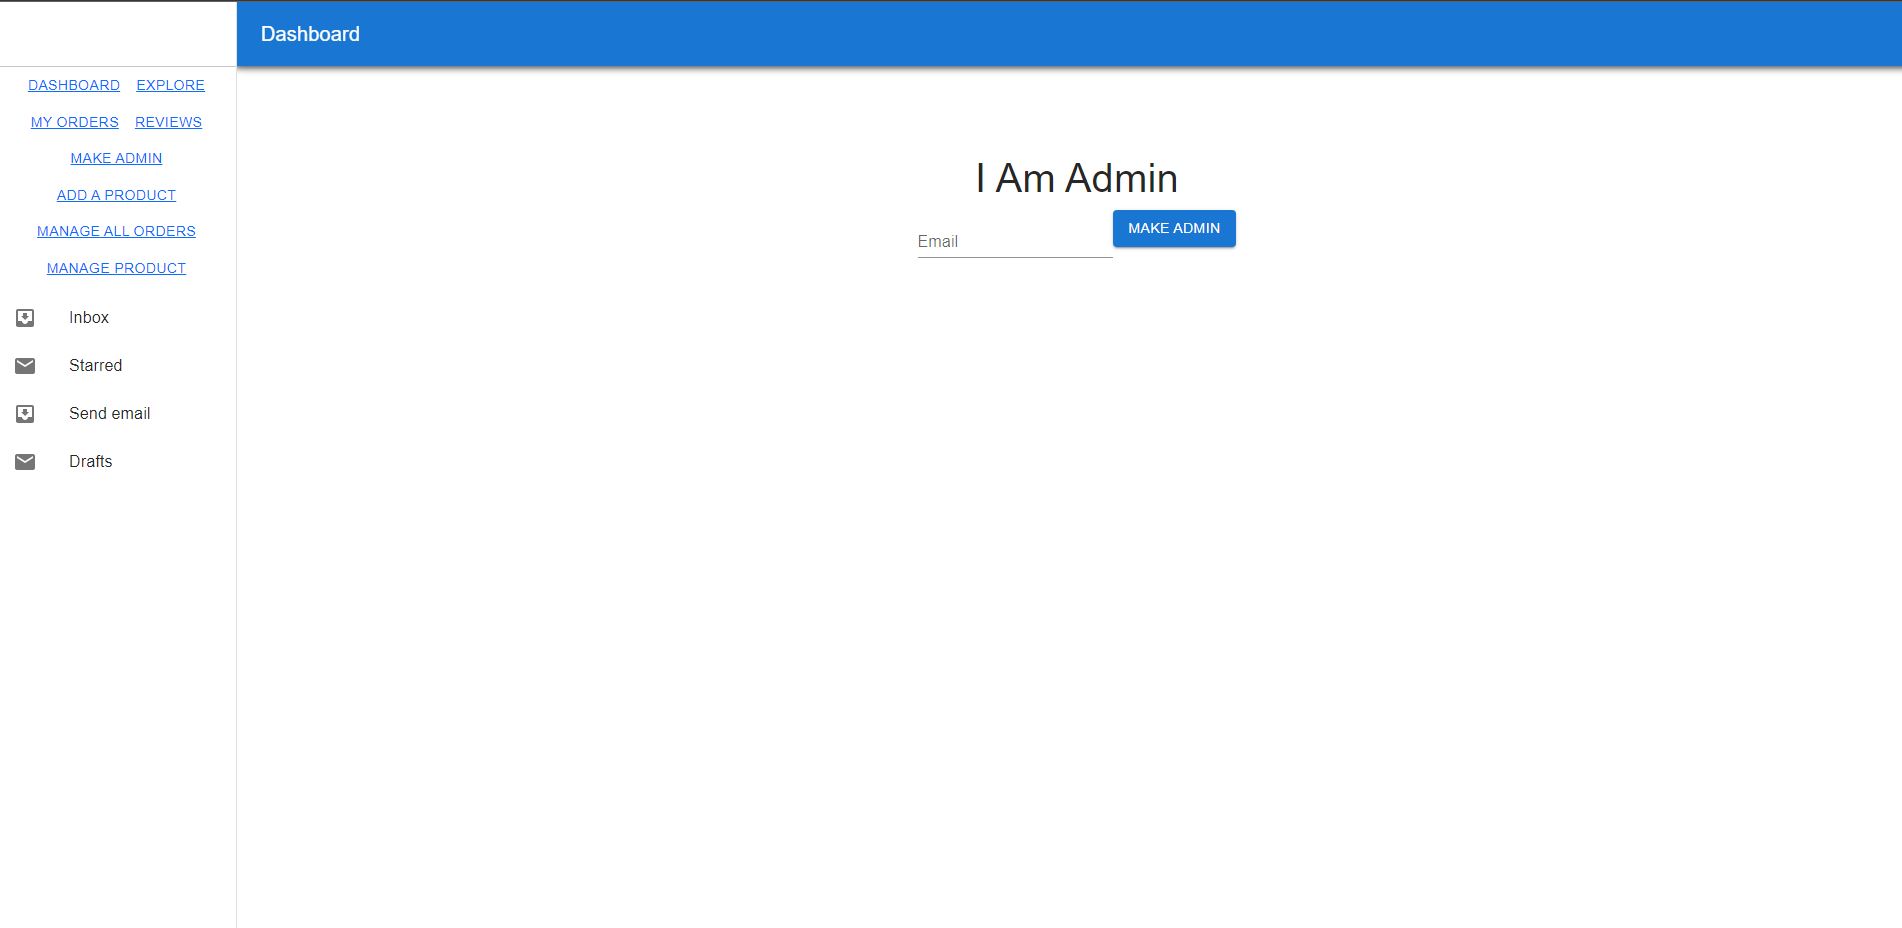 Dashboard
DASHBOARD EXPLORE
MY ORDERS REVIEWS
MAKE ADMIN
ADD A PRODUCT
MANAGE ALL ORDERS
MANAGE PRODUCT
Inbox
Starred
Send email
Drafts
I Am Admin
Email
MAKE ADMIN